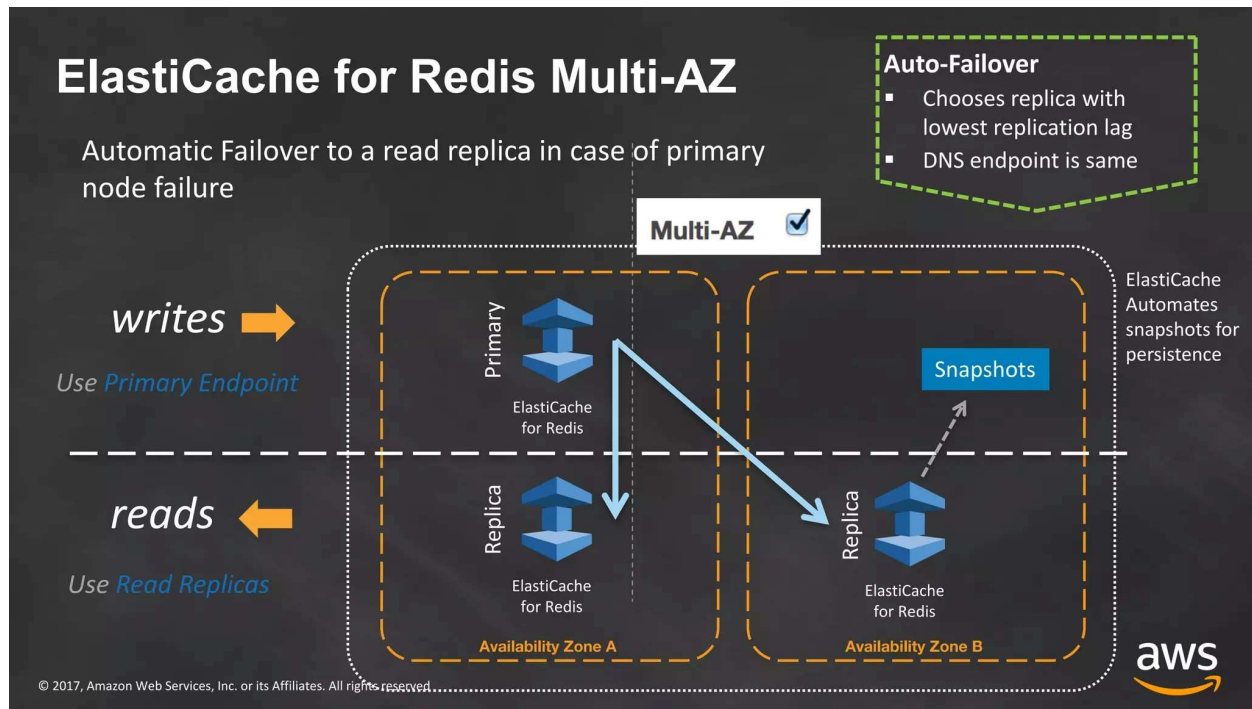 ElastiCache for Redis Multi-AZ
Automatic Failover to a read replica in case of primary
node failure
Auto-Failover
▪ Chooses replica with
lowest replication lag
▪ DNS endpoint is same
Multi-AZ
writes
Use Primary Endpoint
Primary
ElastiCache
for Redis
Snapshots
ElastiCache
Automates
snapshots for
persistence
reads
Use Read Replicas
Replica
ElastiCache
for Redis
Replica
ElastiCache
for Redis
Availability Zone A
Availability Zone B
© 2017, Amazon Web Services, Inc. or its Affiliates. All rights reserved
aws